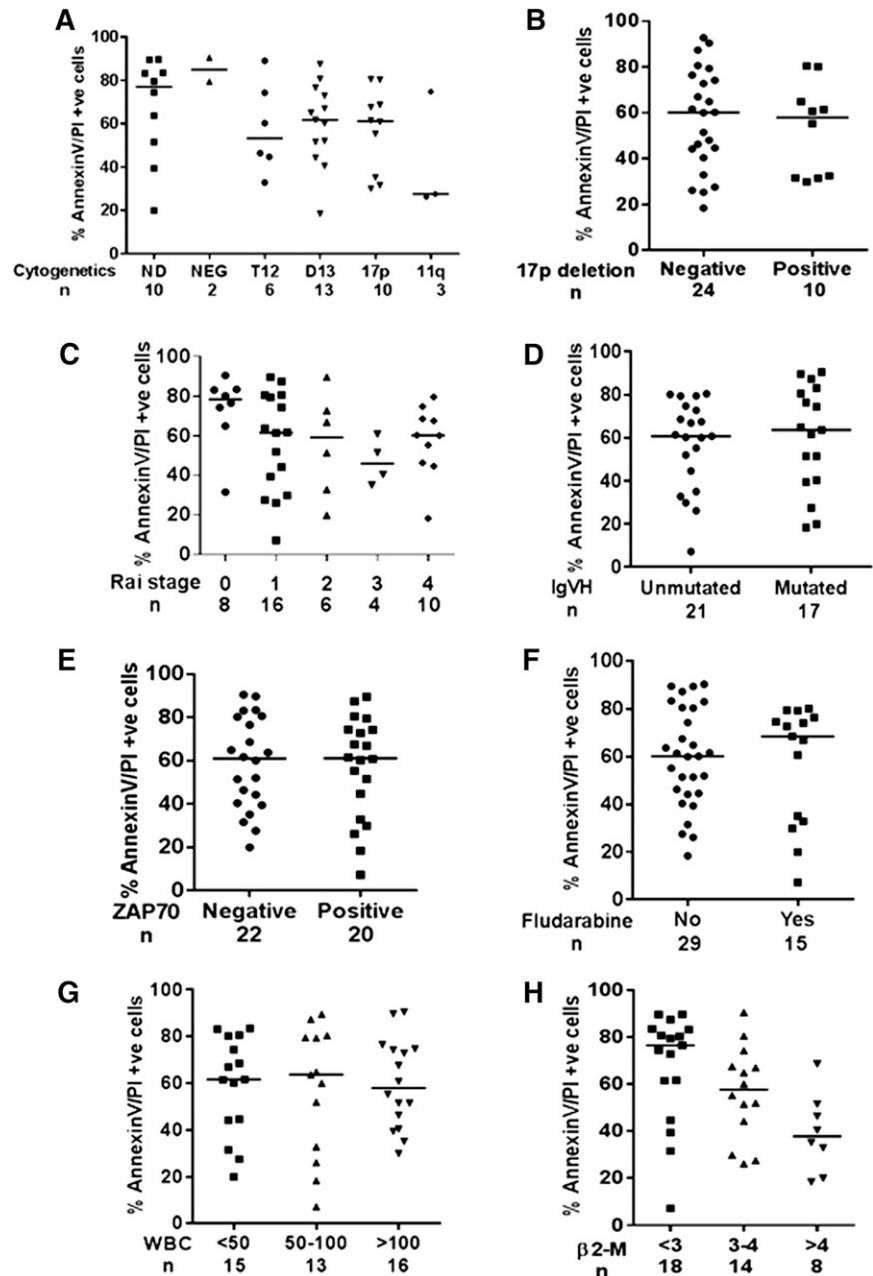 A
% AnnexinV/PI +ve cells
100
80
60
40
20
0
Cytogenetics ND NEG T12 D13 17p 11q
n 10 2 6 13 10 3
B
% AnnexinV/PI +ve cells
100
80
60
40
20
0
17p deletion Negative Positive
n 24 10
C
% AnnexinV/PI +ve cells
100
80
60
40
20
0
Rai stage 0 1 2 3 4
n 8 16 6 4 10
D
% AnnexinV/PI +ve cells
100
80
60
40
20
0
IgVH Unmutated Mutated
n 21 17
E
% AnnexinV/PI +ve cells
100
80
60
40
20
0
ZAP70 Negative Positive
n 22 20
F
% AnnexinV/PI +ve cells
100
80
60
40
20
0
Fludarabine No Yes
n 29 15
G
% AnnexinV/PI +ve cells
100
80
60
40
20
0
WBC <50 50-100 >100
n 15 13 16
H
% AnnexinV/PI +ve cells
100
80
60
40
20
0
β2-M <3 3-4 >4
n 18 14 8